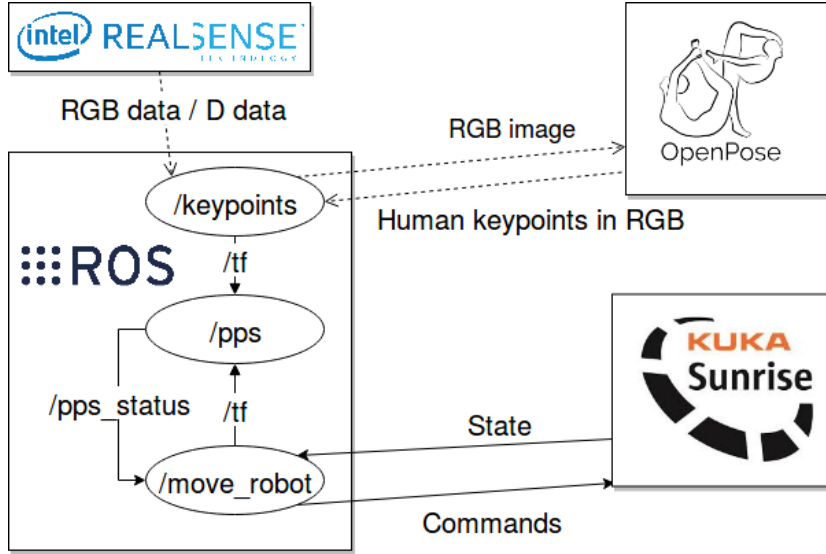 intel REALSENSE
TECHNOLOGY
RGB data / D data
RGB image
OpenPose
/keypoints
Human keypoints in RGB
ROS
/tf
/pps
KUKA
Sunrise
/pps_status
/tf
State
/move_robot
Commands